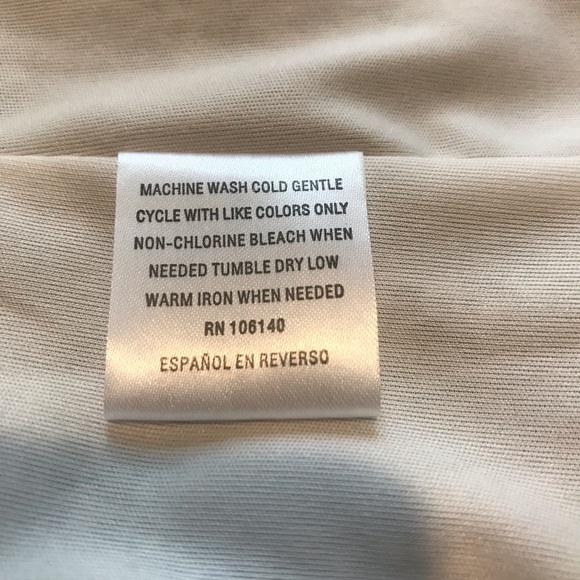 MACHINE WASH COLD GENTLE
CYCLE WITH LIKE COLORS ONLY
NON-CHLORINE BLEACH WHEN
NEEDED TUMBLE DRY LOW
WARM IRON WHEN NEEDED
RN 106140
ESPAÑOL EN REVERSO